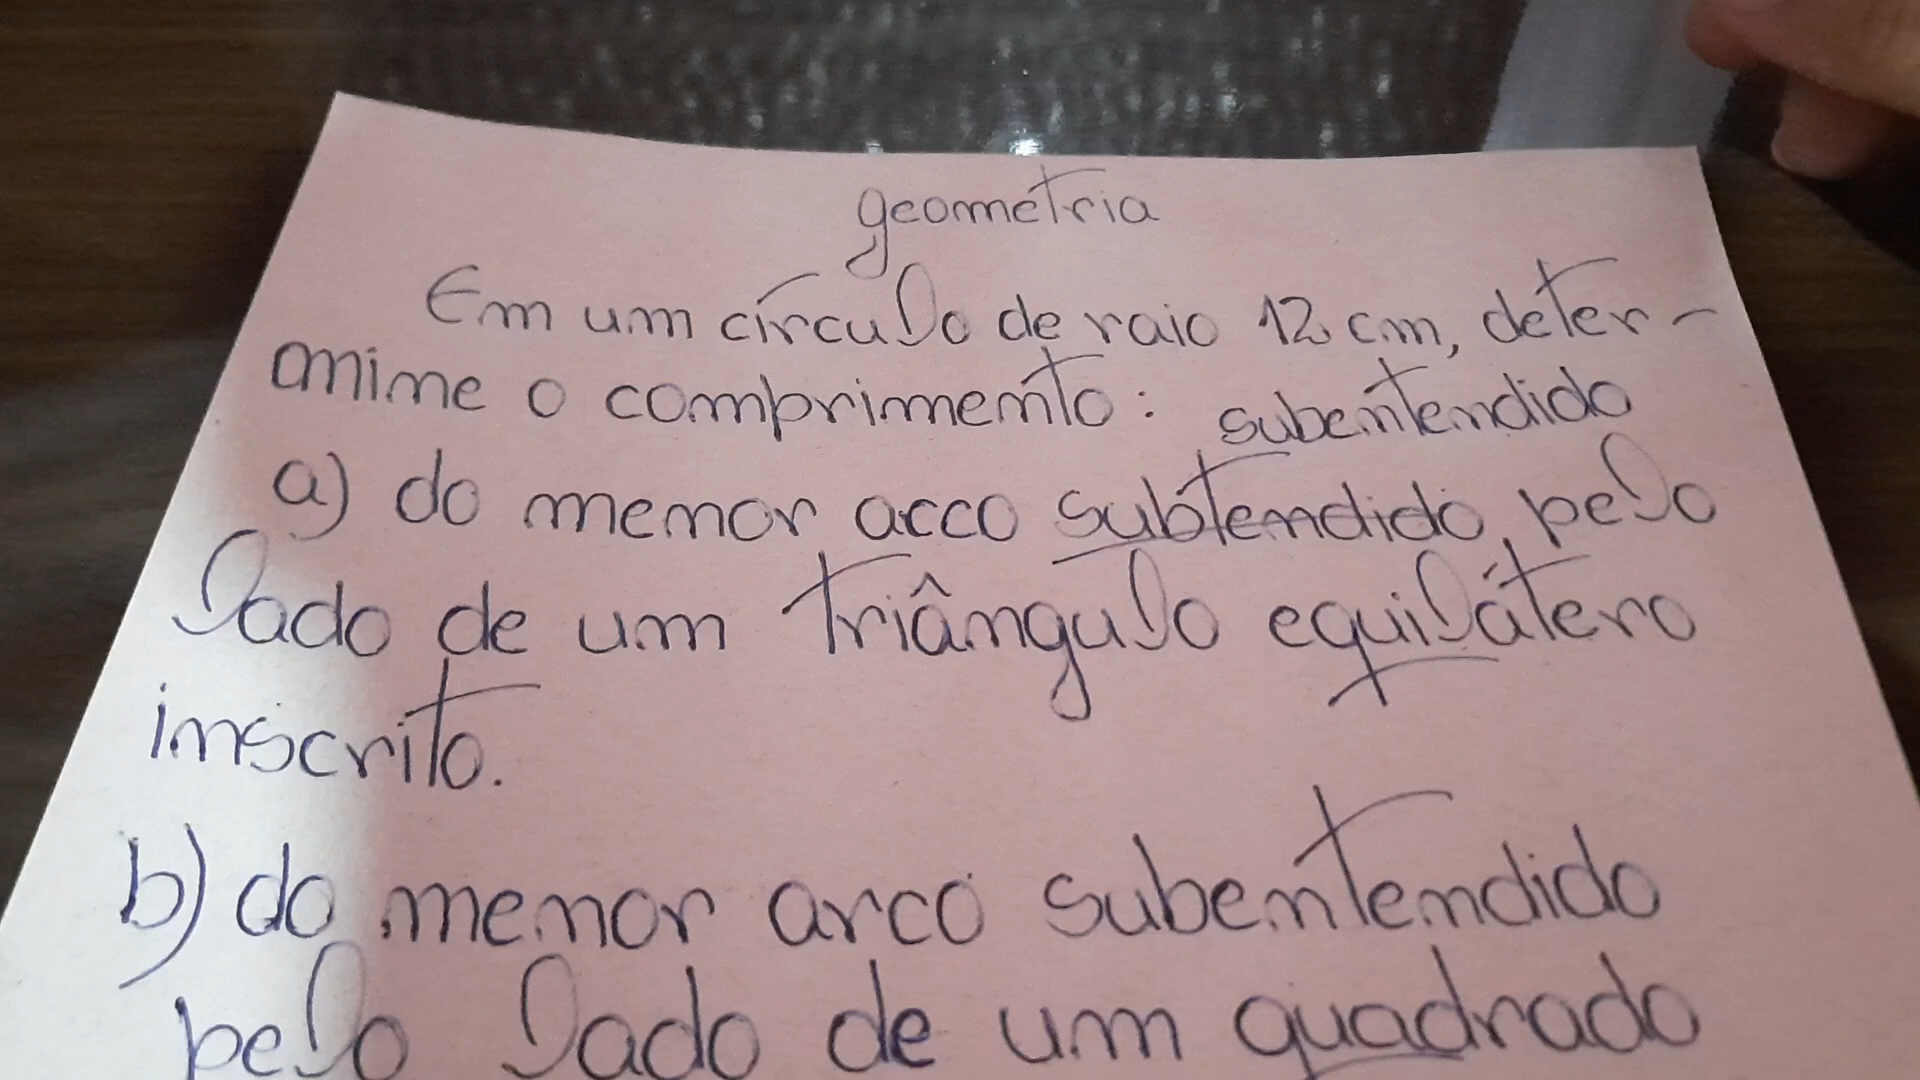 geometria
Em um círculo de raio 12 cm, deter-
mine o comprimento: subentendido
a) do menor arco subtendido, pelo
lado de um triângulo equilátero
inscrito.
b) do menor arco subentendido
pelo lado de um quadrado